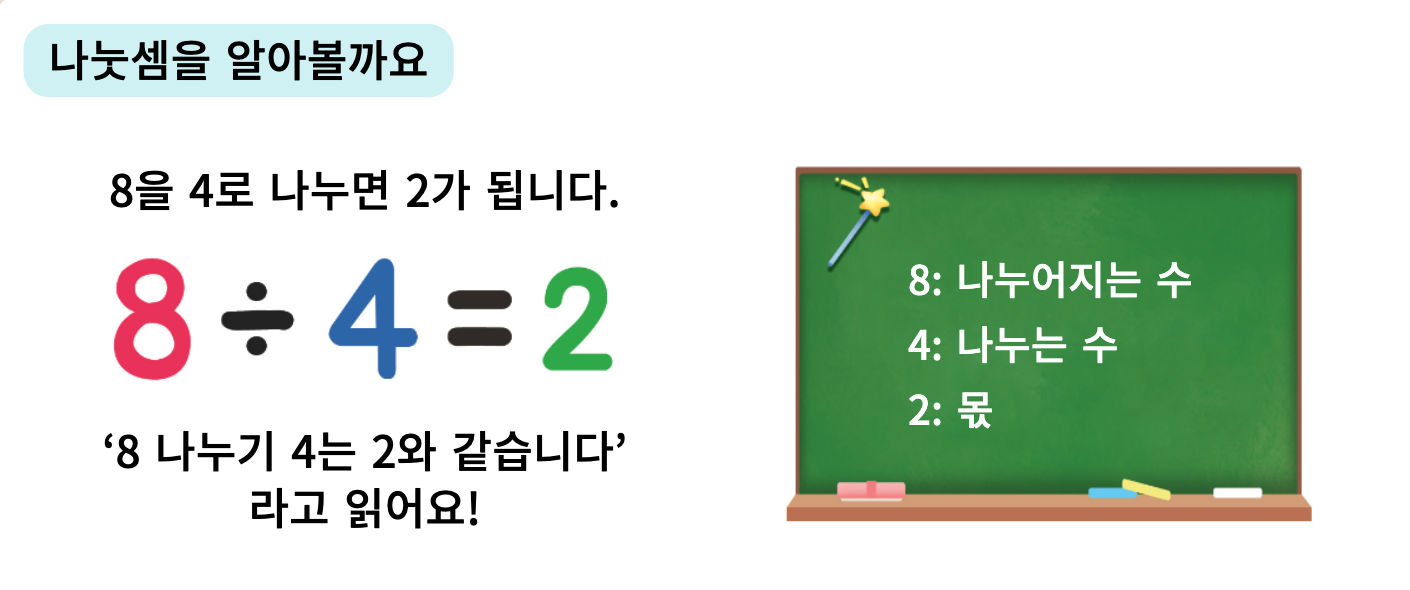 나눗셈을 알아볼까요
8을 4로 나누면 2가 됩니다.
8÷4=2
‘8 나누기 4는 2와 같습니다’
라고 읽어요!
8: 나누어지는 수
4: 나누는 수
2: 몫